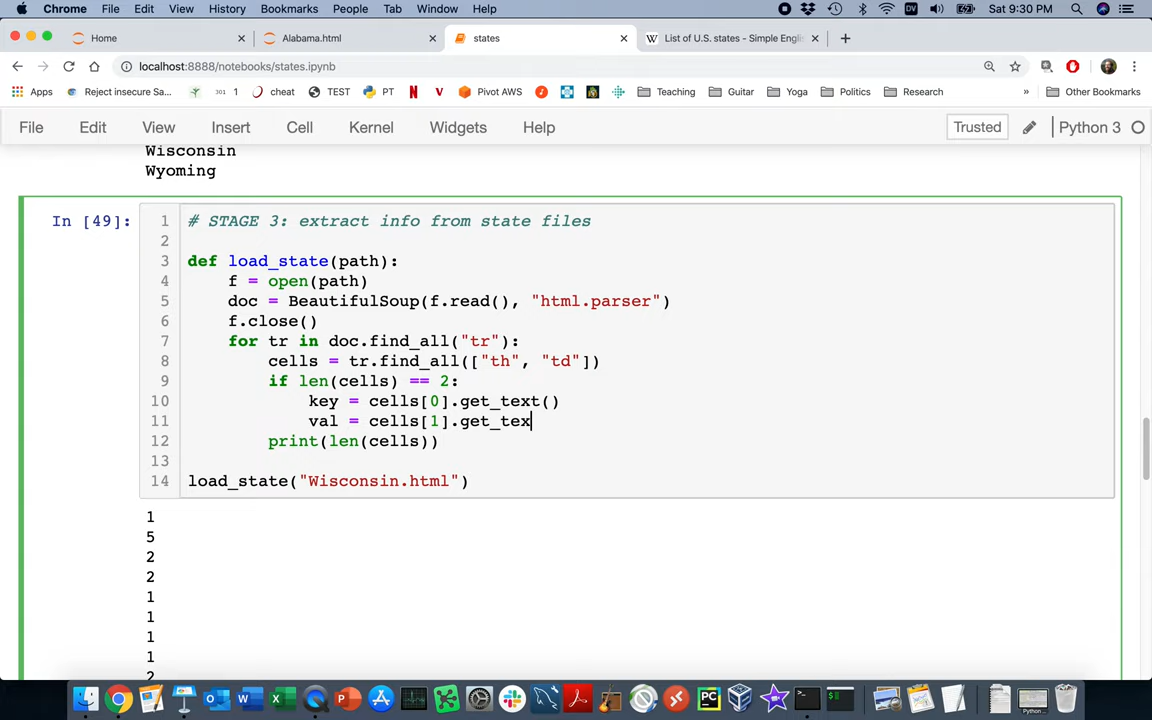 Chrome File Edit View History Bookmarks People Tab Window Help Sat 9:30 PM
Home Alabama.html states List of U.S. states - Simple Engli
localhost:8888/notebooks/states.ipynb
Apps Reject insecure Sa... 301 1 cheat TEST PT Pivot AWS Teaching Guitar Yoga Politics Research » Other Bookmarks
File Edit View Insert Cell Kernel Widgets Help Trusted Python 3
Wisconsin
Wyoming
In [49]:
1 # STAGE 3: extract info from state files
2
3 def load_state(path):
4 f = open(path)
5 doc = BeautifulSoup(f.read(), "html.parser")
6 f.close()
7 for tr in doc.find_all("tr"):
8 cells = tr.find_all(["th", "td"])
9 if len(cells) == 2:
10 key = cells[0].get_text()
11 val = cells[1].get_tex
12 print(len(cells))
13
14 load_state("Wisconsin.html")
1
5
2
2
1
1
1
1
2